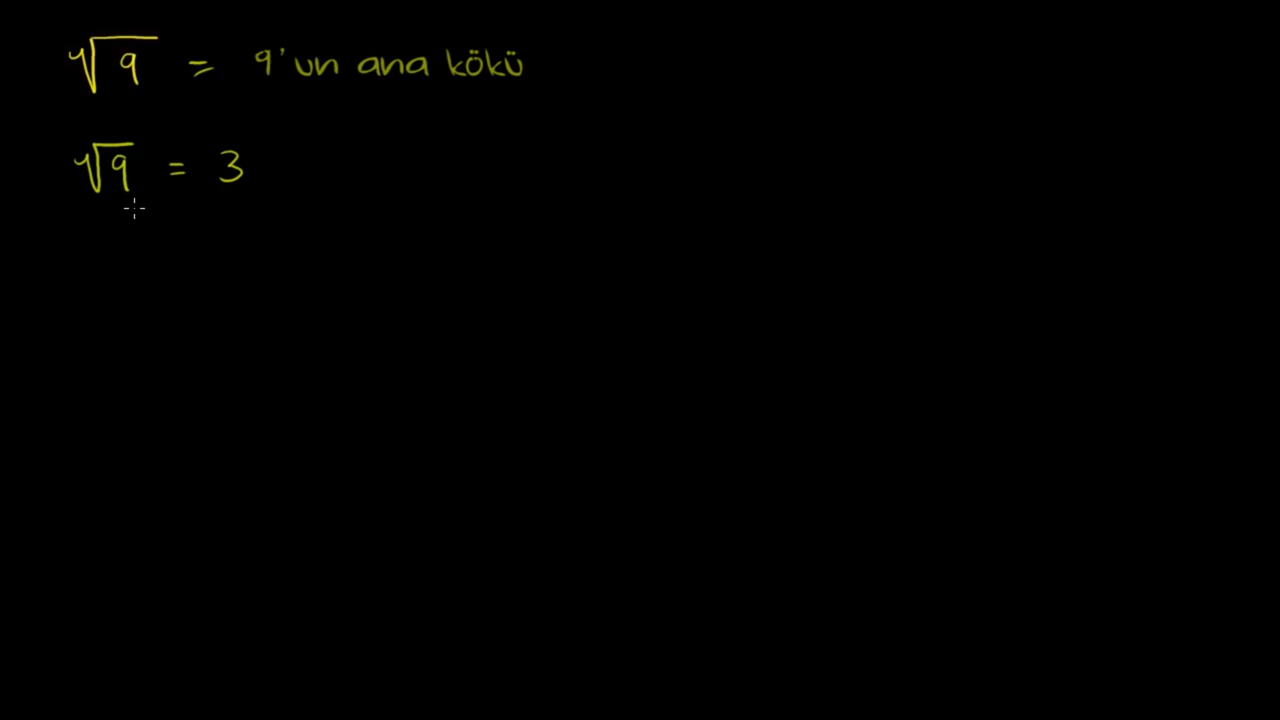 √9 = 9'un ana kökü
√9 = 3